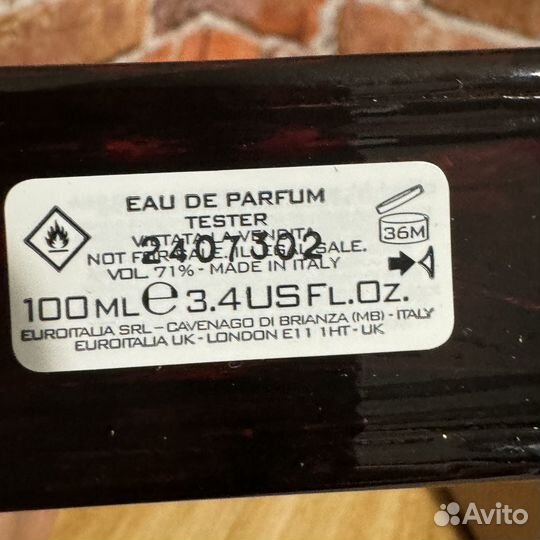 EAU DE PARFUM
TESTER
VIETATA LA VENDITA
2407302
NOT FOR SALE. ILLEGAL SALE.
VOL 71% - MADE IN ITALY
100 ML e 3.4 US FL.OZ.
EUROITALIA SRL - CAVENAGO DI BRIANZA (MB) - ITALY
EUROITALIA UK - LONDON E11 1HT - UK
36M
Avito